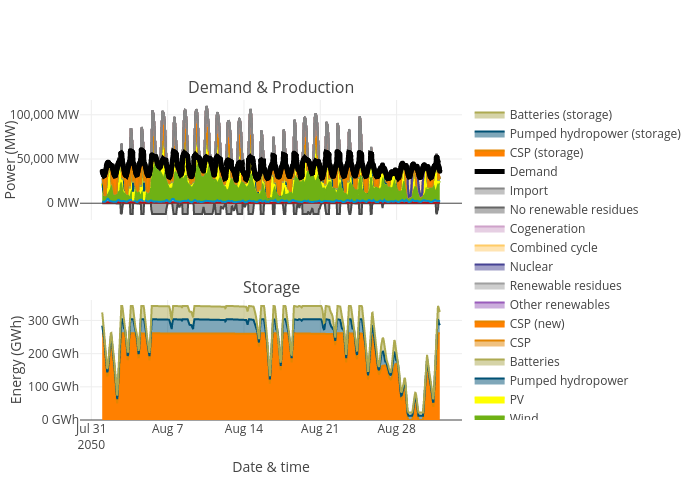 Demand & Production
100,000 MW
50,000 MW
0 MW
Power (MW)
Storage
300 GWh
200 GWh
100 GWh
0 GWh
Energy (GWh)
Jul 31
2050
Aug 7
Aug 14
Aug 21
Aug 28
Date & time
Batteries (storage)
Pumped hydropower (storage)
CSP (storage)
Demand
Import
No renewable residues
Cogeneration
Combined cycle
Nuclear
Renewable residues
Other renewables
CSP (new)
CSP
Batteries
Pumped hydropower
PV
Wind